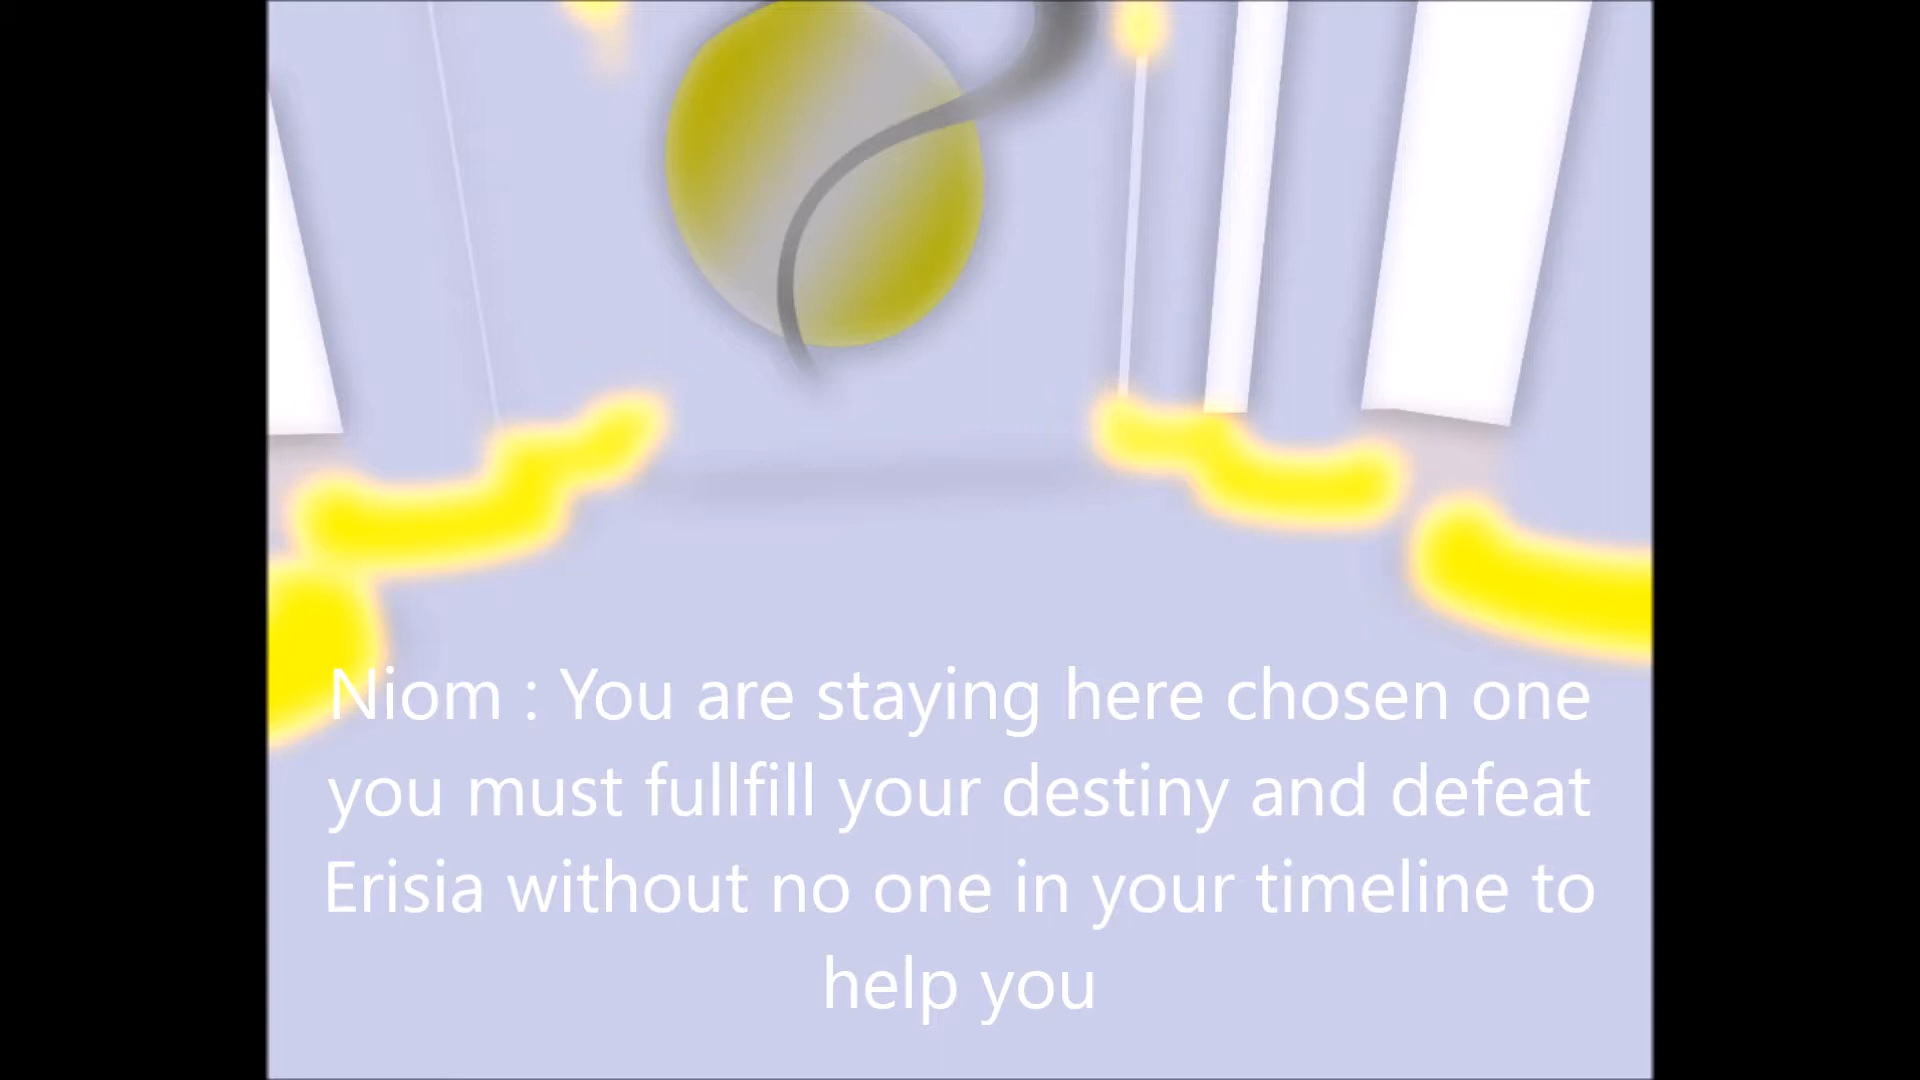 Niom : You are staying here chosen one
you must fullfill your destiny and defeat
Erisia without no one in your timeline to
help you